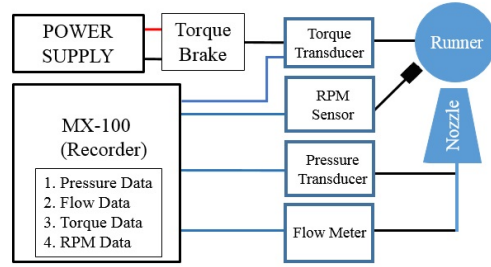 POWER
SUPPLY
Torque
Brake
Torque
Transducer
Runner
RPM
Sensor
Nozzle
MX-100
(Recorder)
1. Pressure Data
2. Flow Data
3. Torque Data
4. RPM Data
Pressure
Transducer
Flow Meter